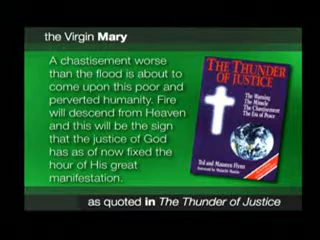 the Virgin Mary
A chastisement worse
than the flood is about to
come upon this poor and
perverted humanity. Fire
will descend from Heaven
and this will be the sign
that the justice of God
has as of now fixed the
hour of His great
manifestation.
THE THUNDER
OF JUSTICE
The Warning
The Miracle
The Chastisement
The Era of Peace
Ted and Maureen Flynn
as quoted in The Thunder of Justice